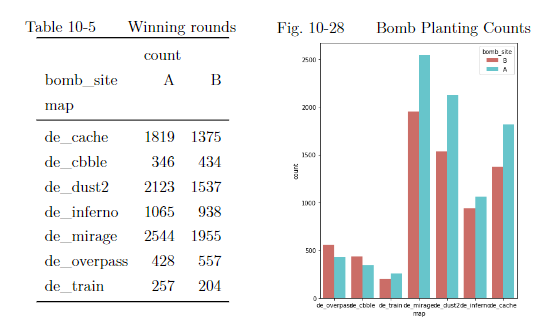 Table 10-5 Winning rounds
count
bomb_site A B
map
de_cache 1819 1375
de_cbble 346 434
de_dust2 2123 1537
de_inferno 1065 938
de_mirage 2544 1955
de_overpass 428 557
de_train 257 204
Fig. 10-28 Bomb Planting Counts
bomb_site
B
A
2500
2000
1500
1000
500
0
count
de_overpass de_cbble de_train de_mirage de_dust2 de_inferno de_cache
map